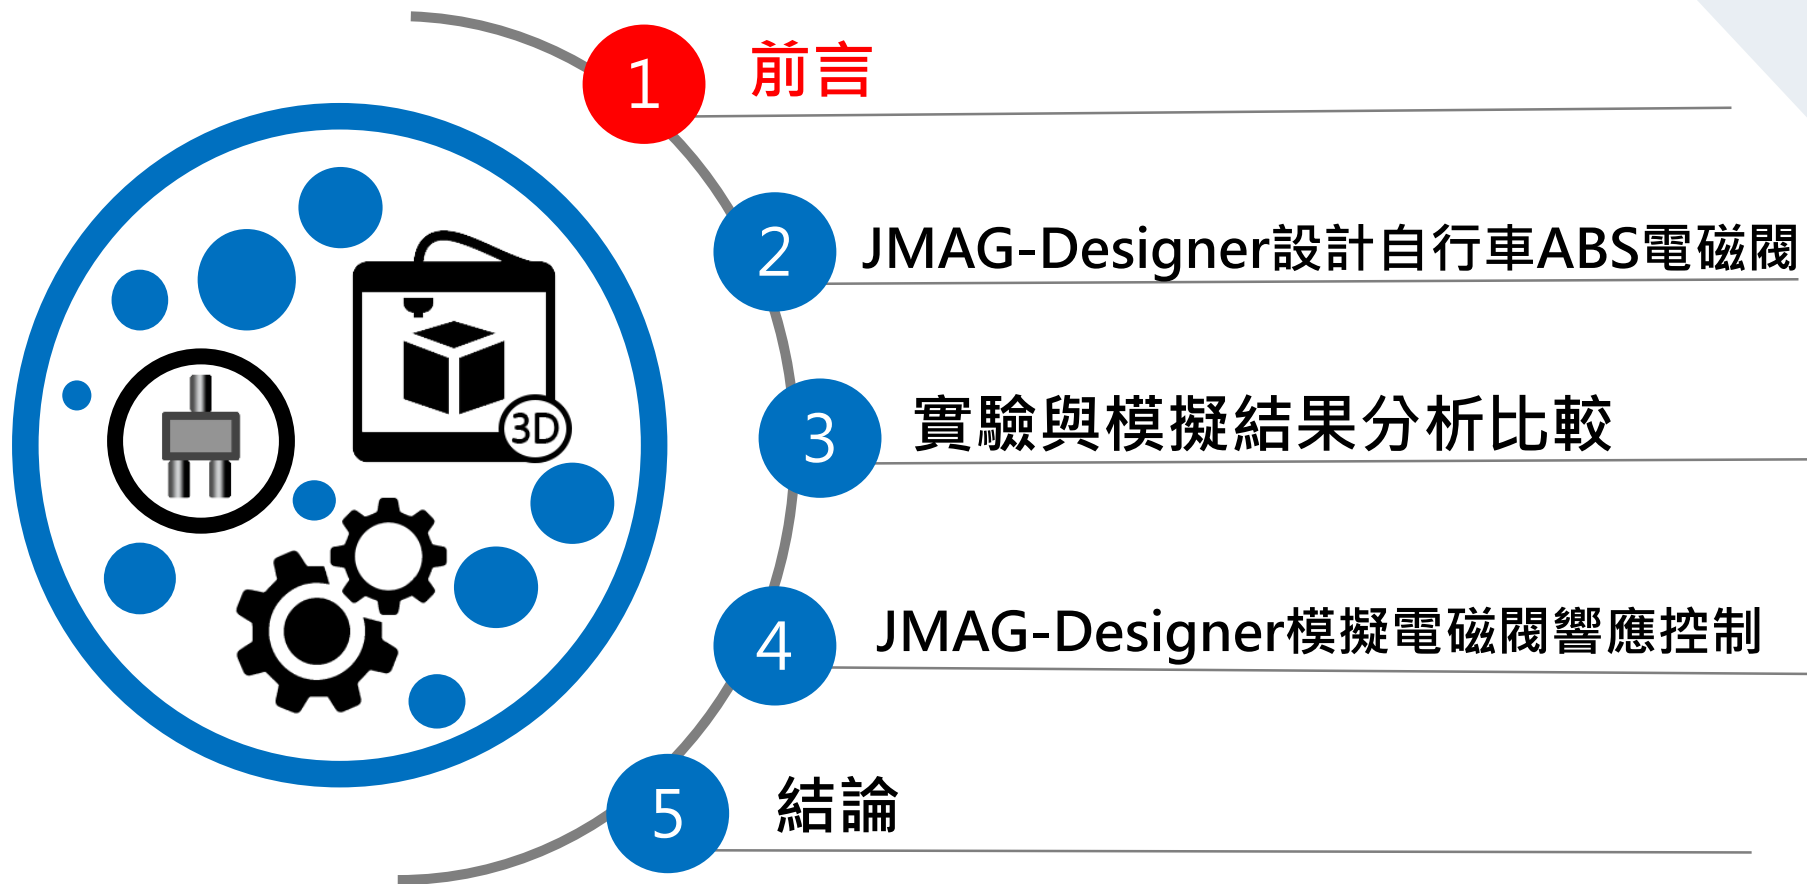 1 前言
2 JMAG-Designer設計自行車ABS電磁閥
3 實驗與模擬結果分析比較
4 JMAG-Designer模擬電磁閥響應控制
5 結論
3D